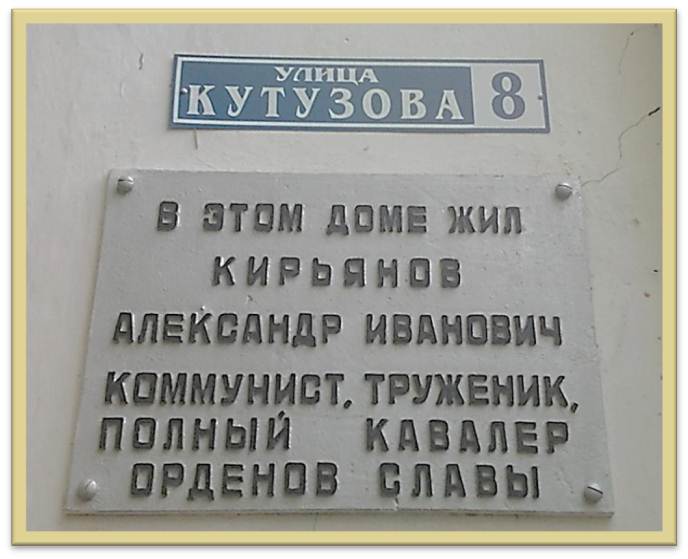 УЛИЦА
КУТУЗОВА 8
В ЭТОМ ДОМЕ ЖИЛ
КИРЬЯНОВ
АЛЕКСАНДР ИВАНОВИЧ
КОММУНИСТ, ТРУЖЕНИК,
ПОЛНЫЙ КАВАЛЕР
ОРДЕНОВ СЛАВЫ